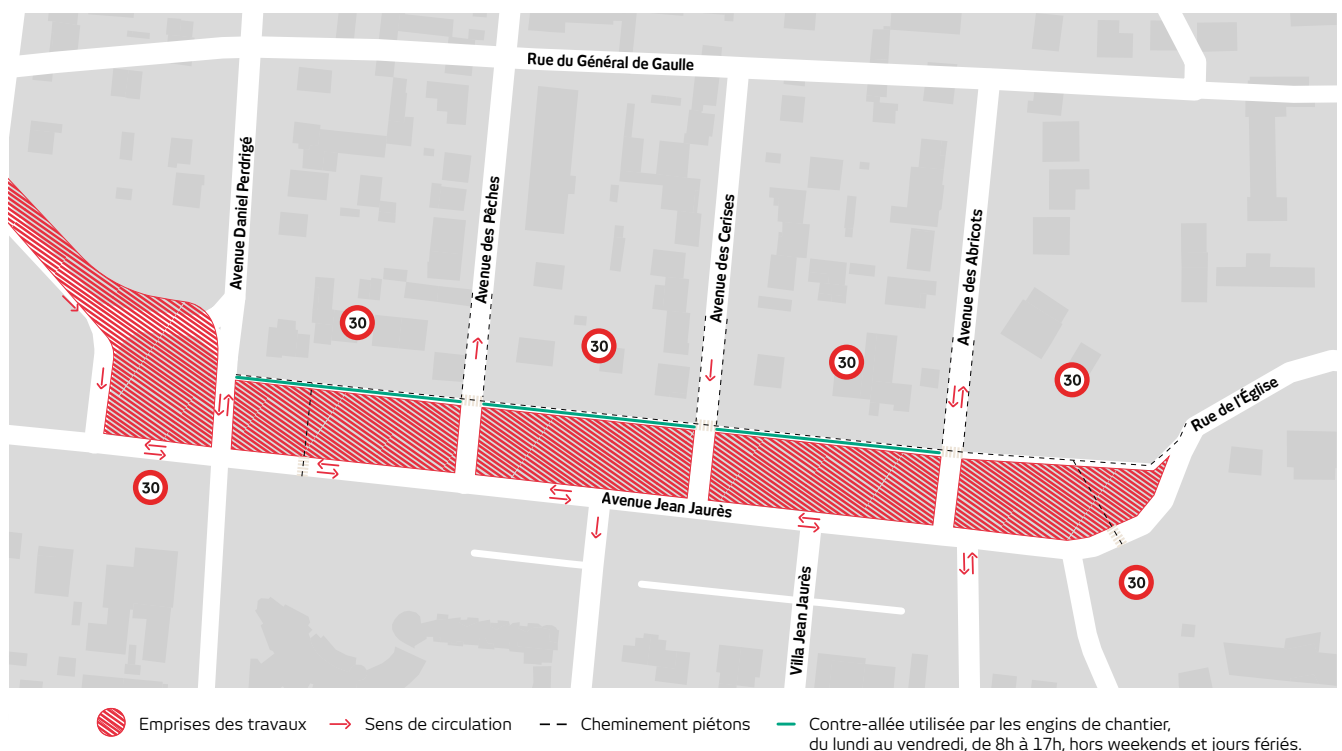 Rue du Général de Gaulle
Avenue Daniel Perdrigé
Avenue des Pêches
Avenue des Cerises
Avenue des Abricots
30
30
30
30
Rue de l'Église
30
Avenue Jean Jaurès
30
Villa Jean Jaurès
Emprises des travaux
Sens de circulation
Cheminement piétons
Contre-allée utilisée par les engins de chantier,
du lundi au vendredi, de 8h à 17h, hors weekends et jours fériés.